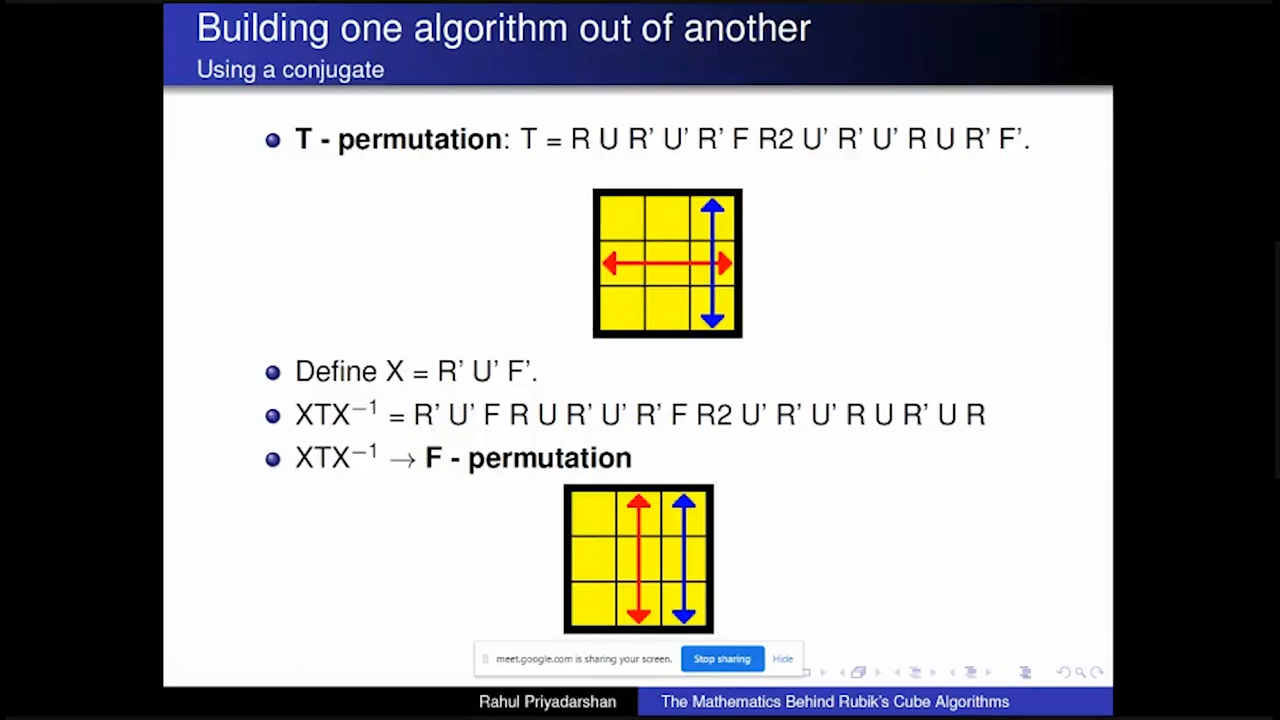 Building one algorithm out of another
Using a conjugate
T - permutation: T = R U R' U' R' F R2 U' R' U' R U R' F'.
Define X = R' U' F'.
XTX⁻¹ = R' U' F R U R' U' R' F R2 U' R' U' R U R' U R
XTX⁻¹ → F - permutation
meet.google.com is sharing your screen. Stop sharing Hide
Rahul Priyadarshan The Mathematics Behind Rubik's Cube Algorithms